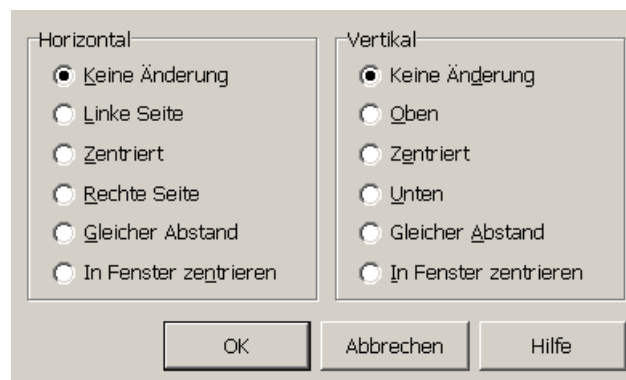 Horizontal
Keine Änderung
Linke Seite
Zentriert
Rechte Seite
Gleicher Abstand
In Fenster zentrieren
Vertikal
Keine Änderung
Oben
Zentriert
Unten
Gleicher Abstand
In Fenster zentrieren
OK
Abbrechen
Hilfe